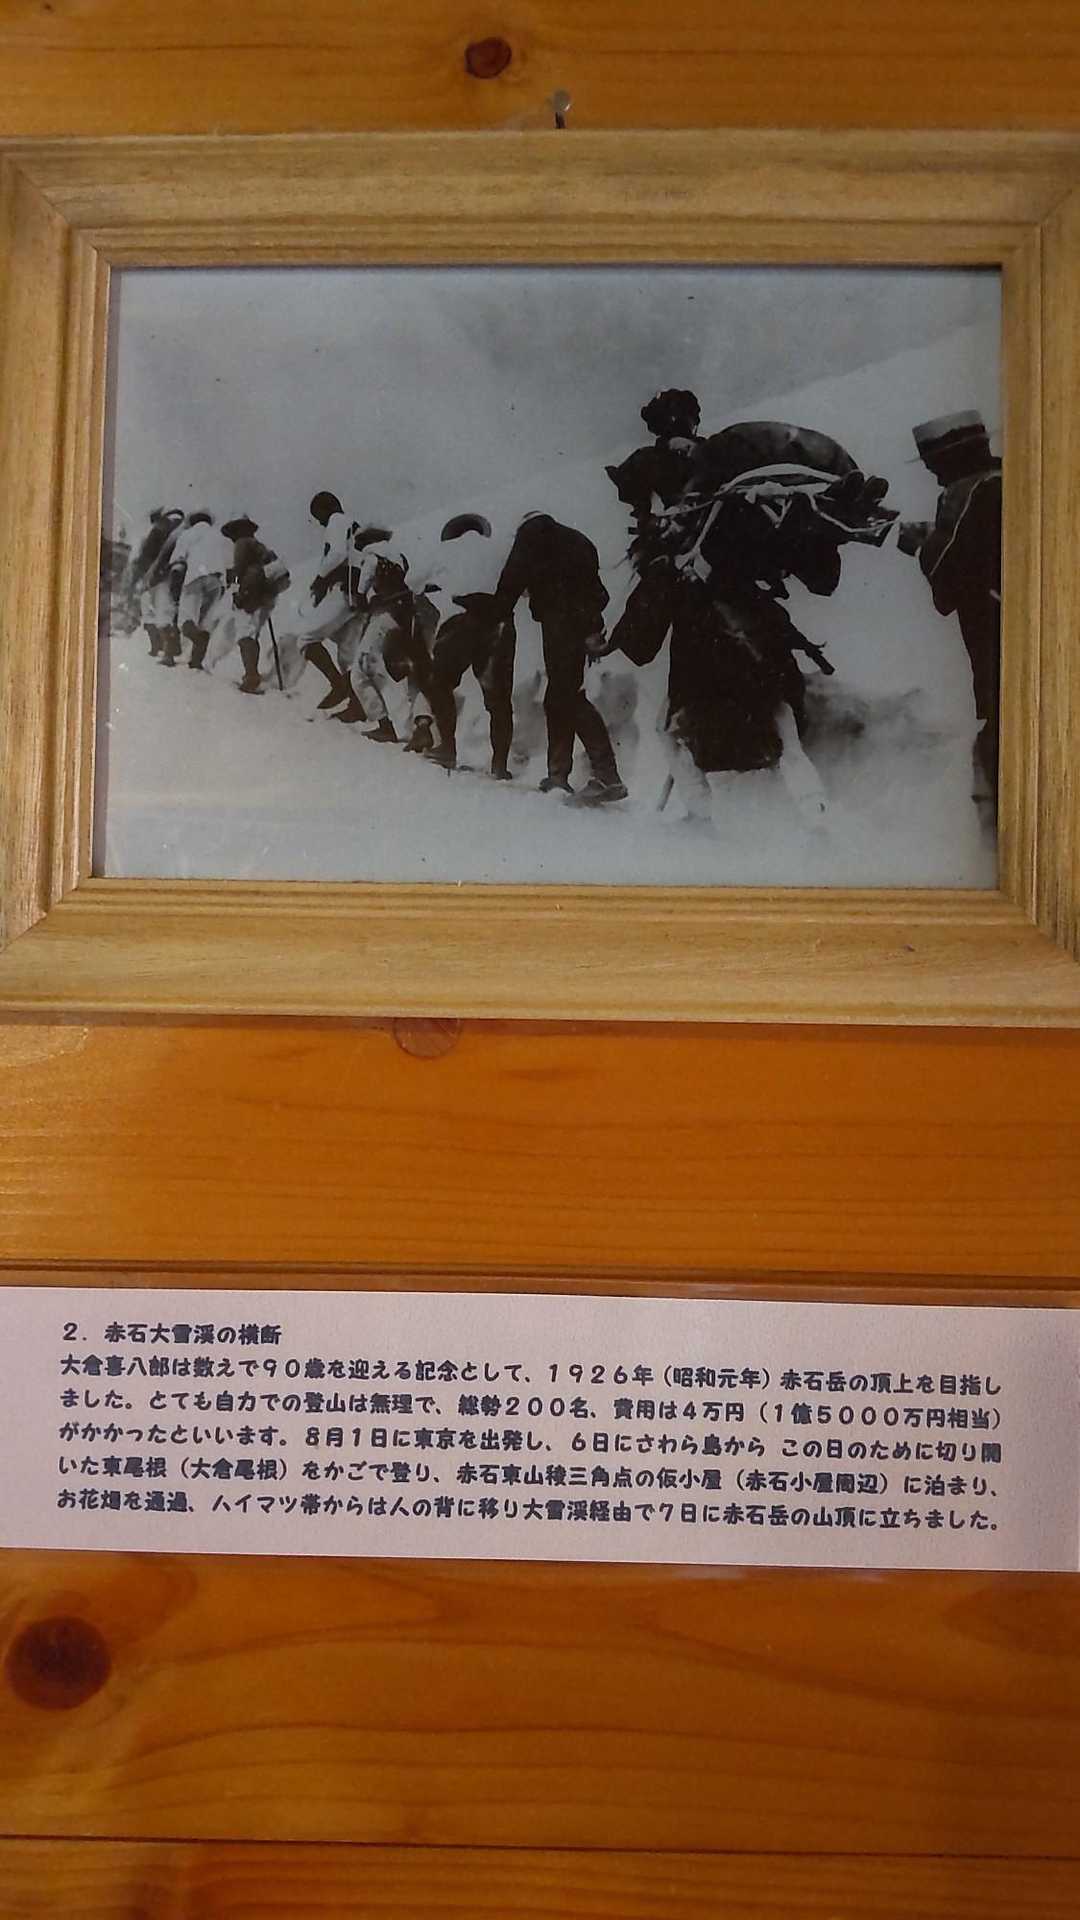 2. 赤石大雪渓の横断
大倉喜八郎は数えで90歳を迎える記念として、1926年(昭和元年)赤石岳の頂上を目指し
ました。とても自力での登山は無理で、総勢200名、費用は4万円(1億5000万円相当)
がかかったといいます。8月1日に東京を出発し、6日にさわら島から この日のために切り開
いた東尾根(大倉尾根)をかごで登り、赤石東山稜三角点の仮小屋(赤石小屋周辺)に泊まり、
お花畑を通過、ハイマツ帯からは人の背に移り大雪渓経由で7日に赤石岳の山頂に立ちました。